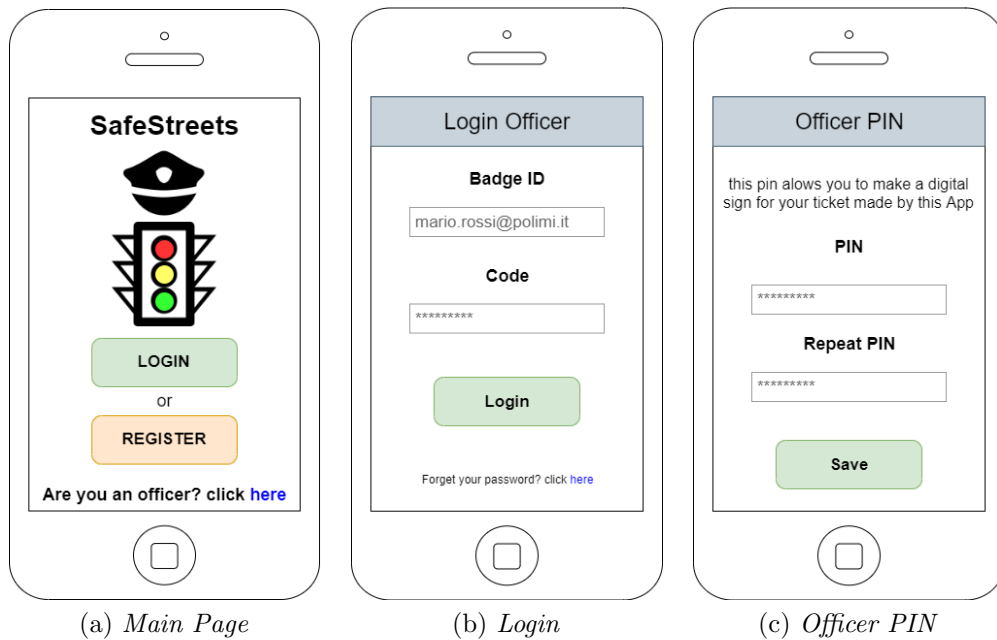 SafeStreets
LOGIN
or
REGISTER
Are you an officer? click here
(a) Main Page
Login Officer
Badge ID
mario.rossi@polimi.it
Code
*********
Login
Forget your password? click here
(b) Login
Officer PIN
this pin alows you to make a digital
sign for your ticket made by this App
PIN
*********
Repeat PIN
*********
Save
(c) Officer PIN